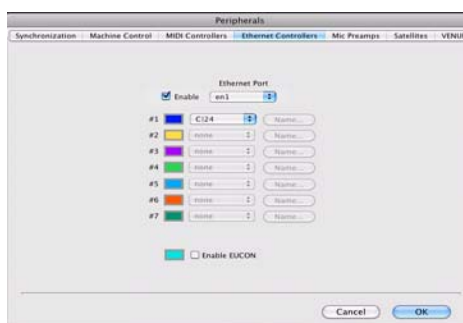 Peripherals
Synchronization Machine Control MIDI Controllers Ethernet Controllers Mic Preamps Satellites VENUE
Ethernet Port
Enable en1
#1 C|24 Name...
#2 none Name...
#3 none Name...
#4 none Name...
#5 none Name...
#6 none Name...
#7 none Name...
Enable EUCON
Cancel OK